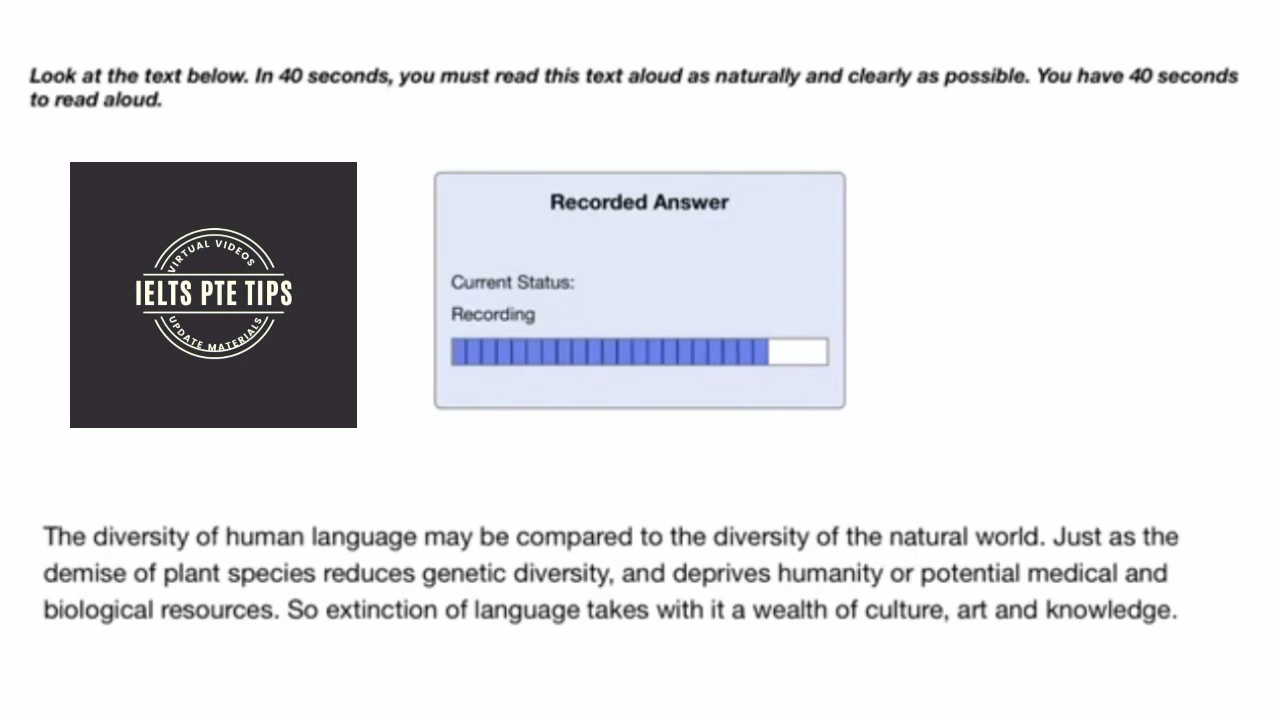 Look at the text below. In 40 seconds, you must read this text aloud as naturally and clearly as possible. You have 40 seconds
to read aloud.
VIRTUAL VIDEOS
IELTS PTE TIPS
UPDATE MATERIALS
Recorded Answer
Current Status:
Recording
The diversity of human language may be compared to the diversity of the natural world. Just as the
demise of plant species reduces genetic diversity, and deprives humanity or potential medical and
biological resources. So extinction of language takes with it a wealth of culture, art and knowledge.